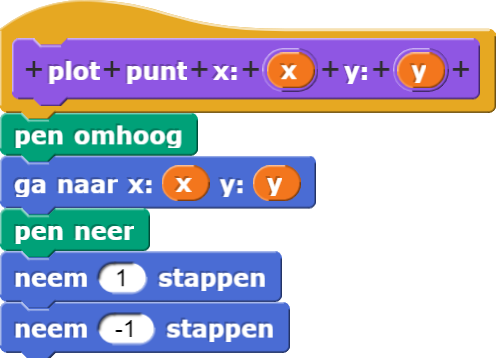 + plot + punt + x: + x + y: + y +
pen omhoog
ga naar x: x y: y
pen neer
neem 1 stappen
neem -1 stappen